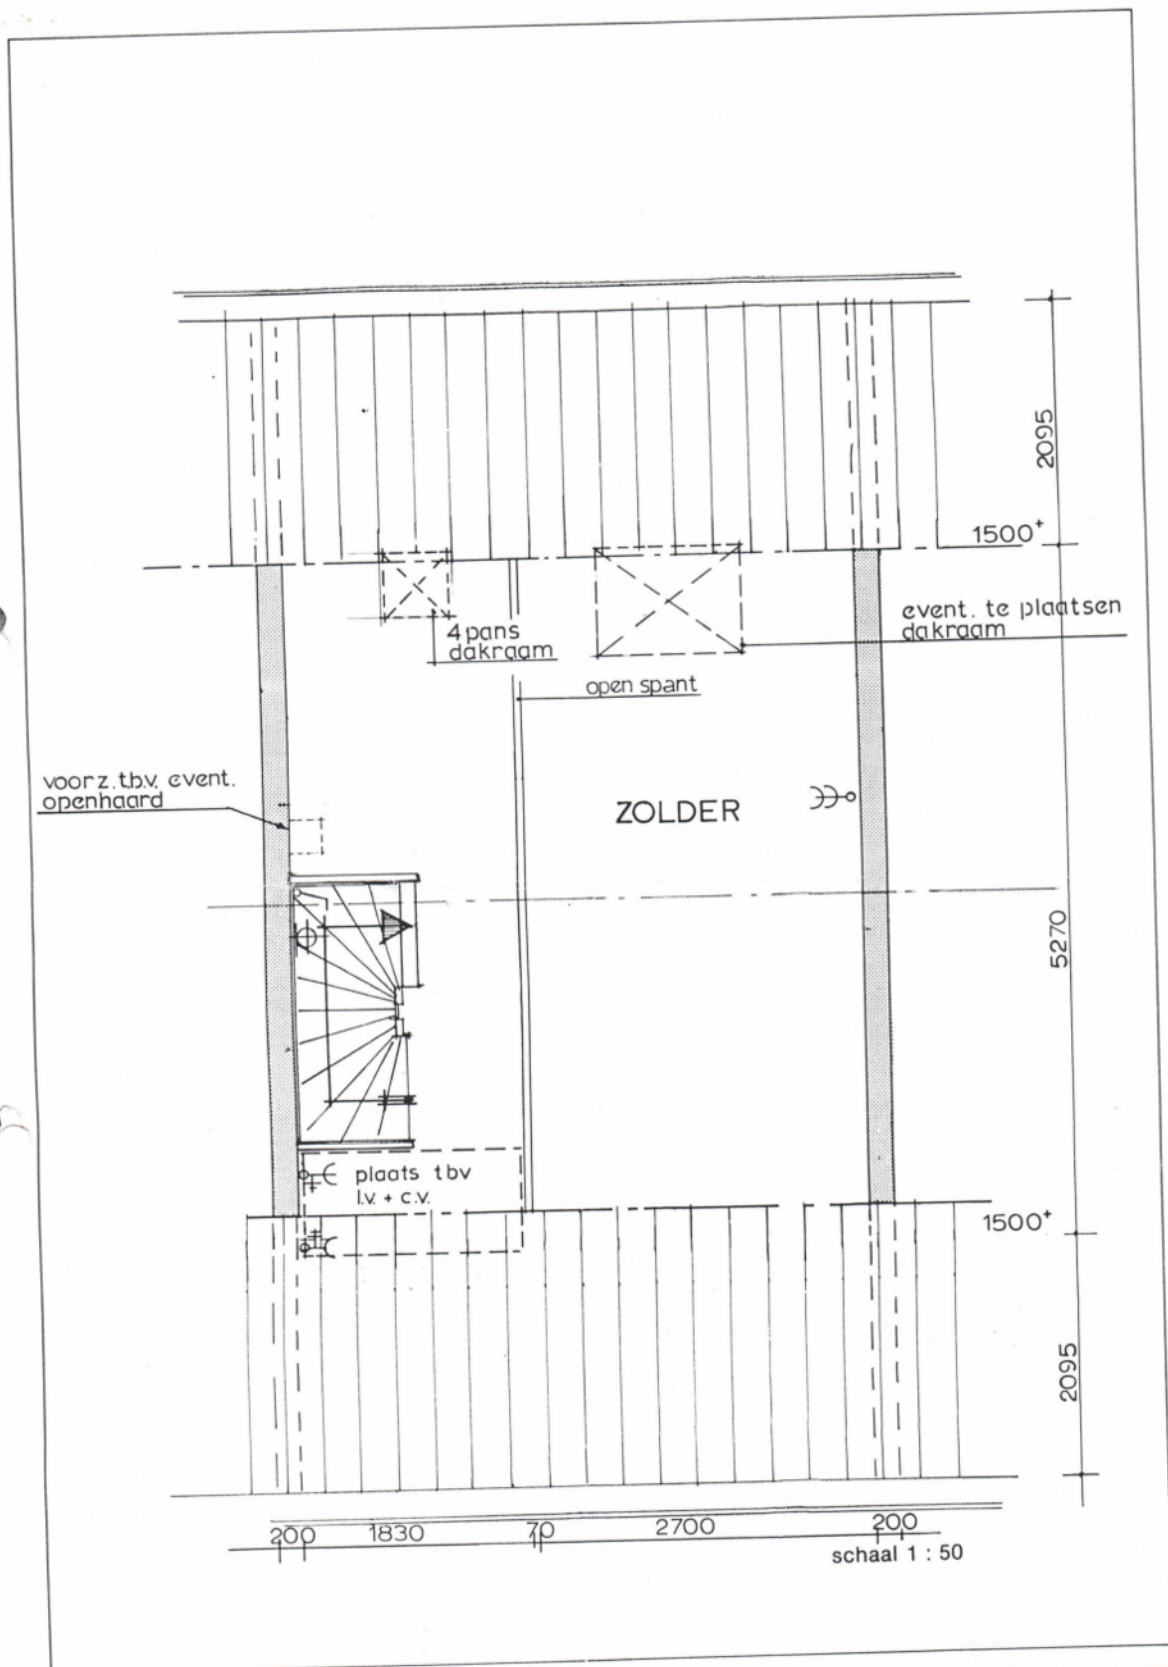 2095
1500+
4 pans
dakraam
event. te plaatsen
dakraam
open spant
voorz. t.b.v. event.
openhaard
ZOLDER
5270
plaats tbv
l.v. + c.v.
1500+
2095
200 1830 70 2700 200
schaal 1 : 50